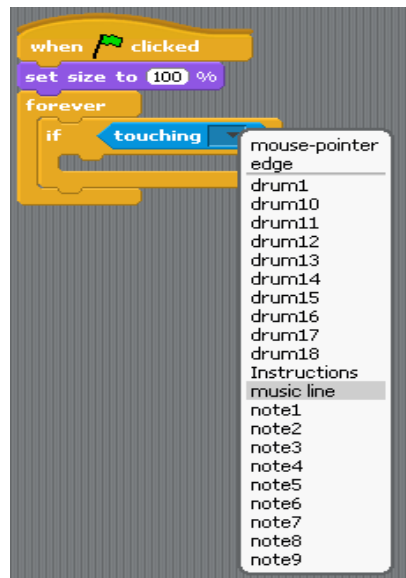 when clicked
set size to 100 %
forever
if touching
mouse-pointer
edge
drum1
drum10
drum11
drum12
drum13
drum14
drum15
drum16
drum17
drum18
Instructions
music line
note1
note2
note3
note4
note5
note6
note7
note8
note9